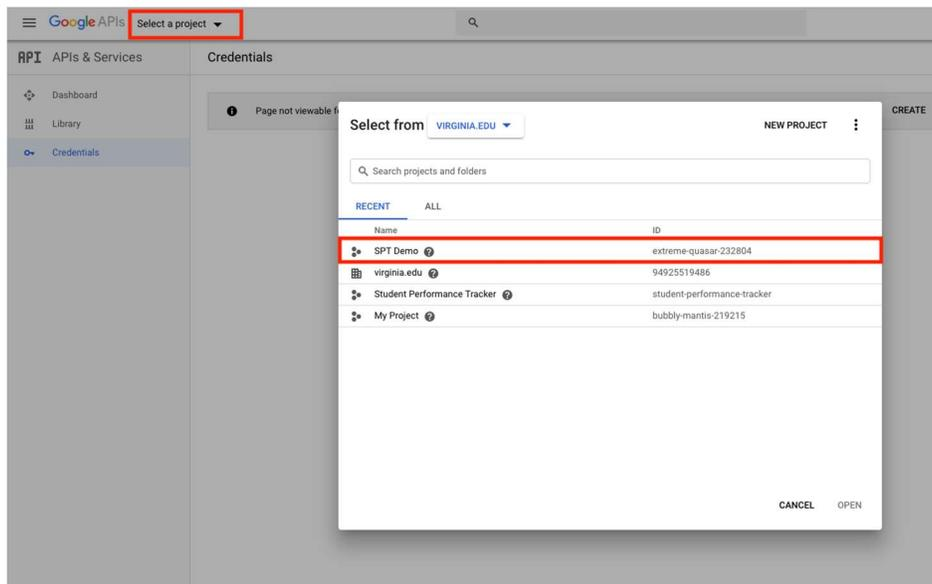 Google APIs Select a project
API APIs & Services Credentials
Dashboard
Library
Credentials
Page not viewable f
CREATE
Select from VIRGINIA.EDU NEW PROJECT
Search projects and folders
RECENT ALL
Name ID
SPT Demo extreme-quasar-232804
virginia.edu 94925519486
Student Performance Tracker student-performance-tracker
My Project bubbly-mantis-219215
CANCEL OPEN